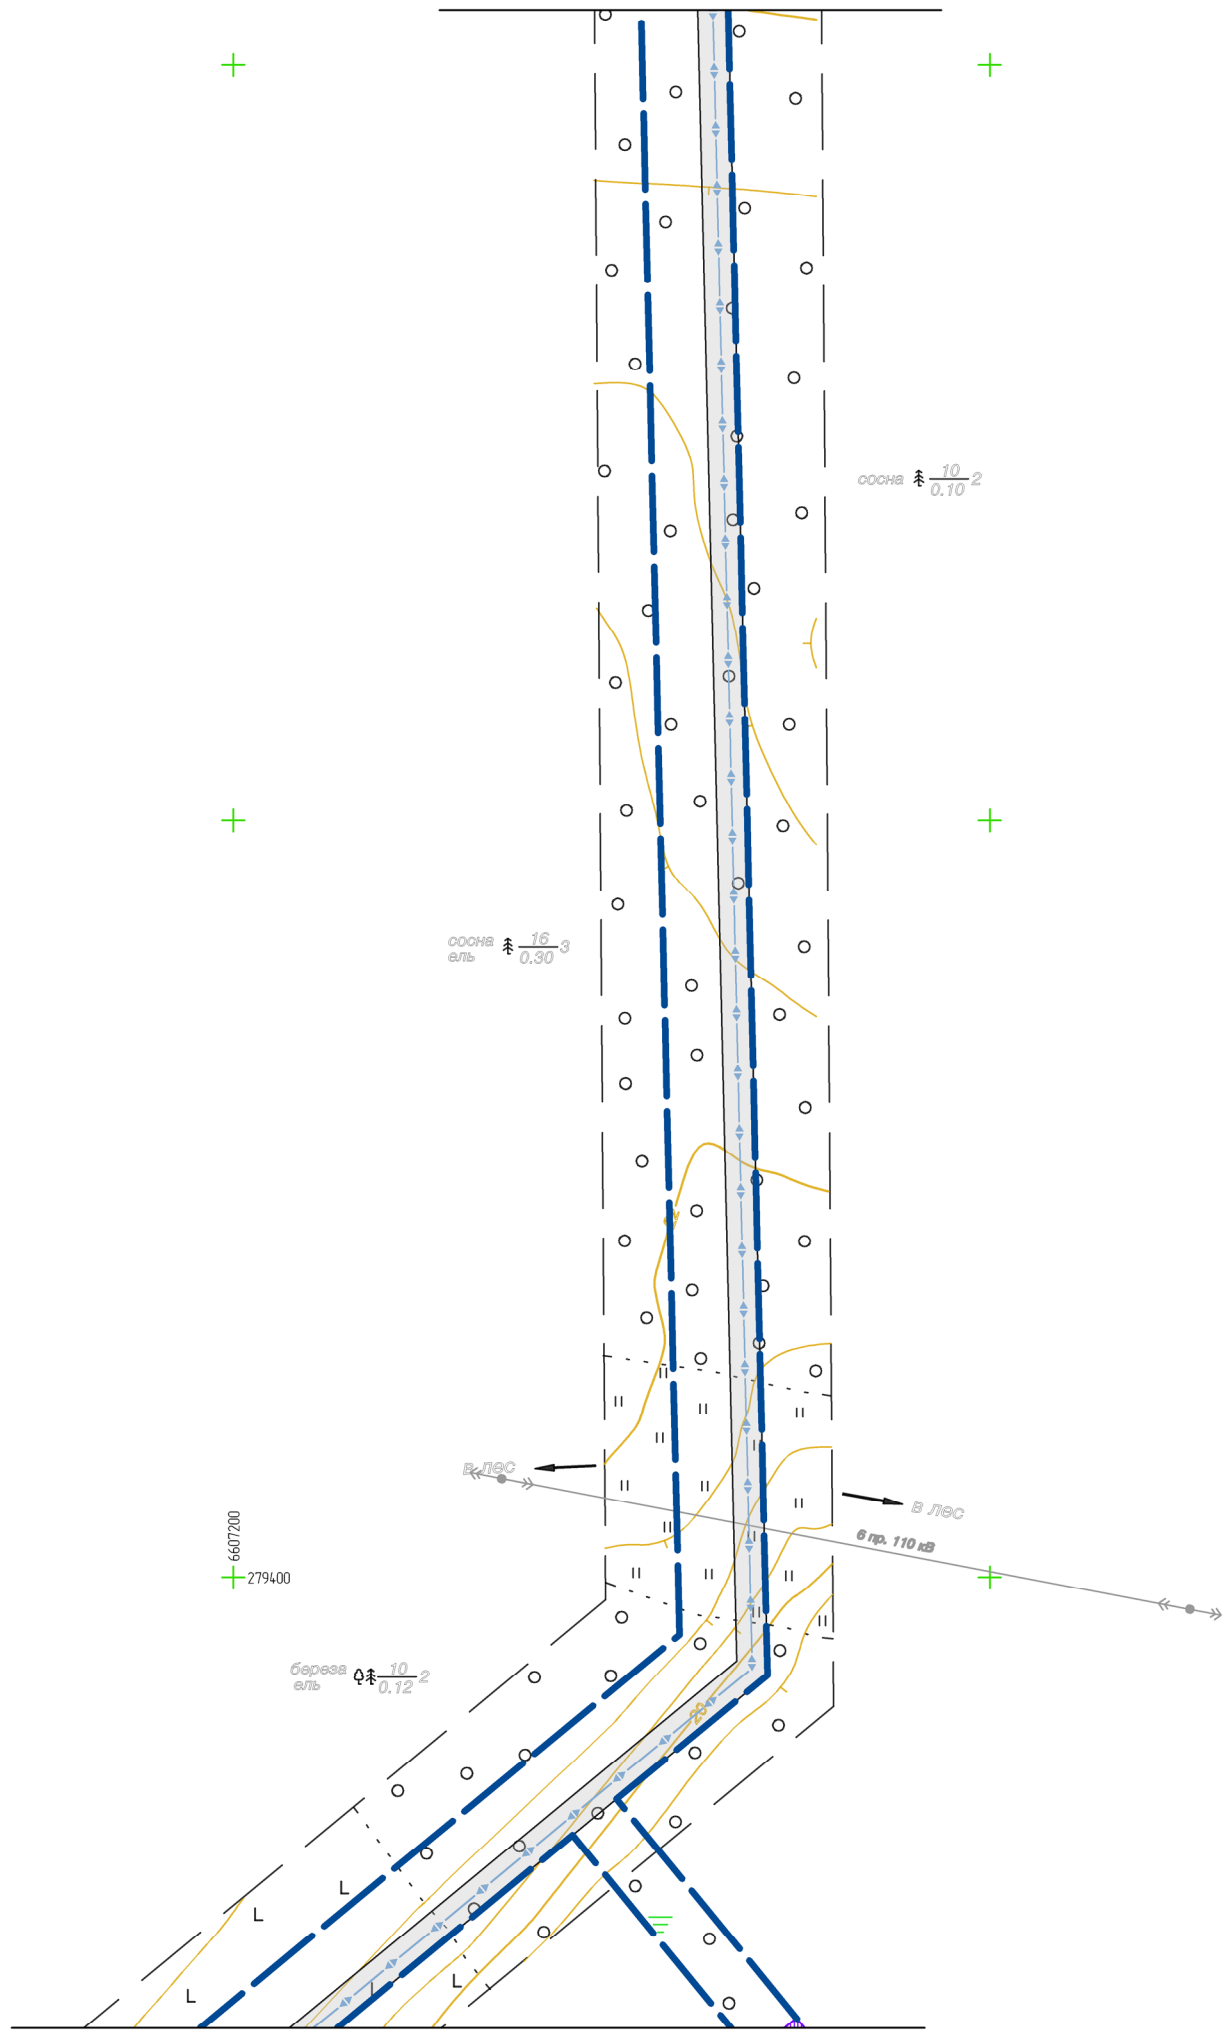 сосна 10 2
0.10
сосна 16 3
ель 0.30
в лес
в лес
6 пр. 110 кВ
6607200
279400
береза 10 2
ель 0.12
L
L
L
L